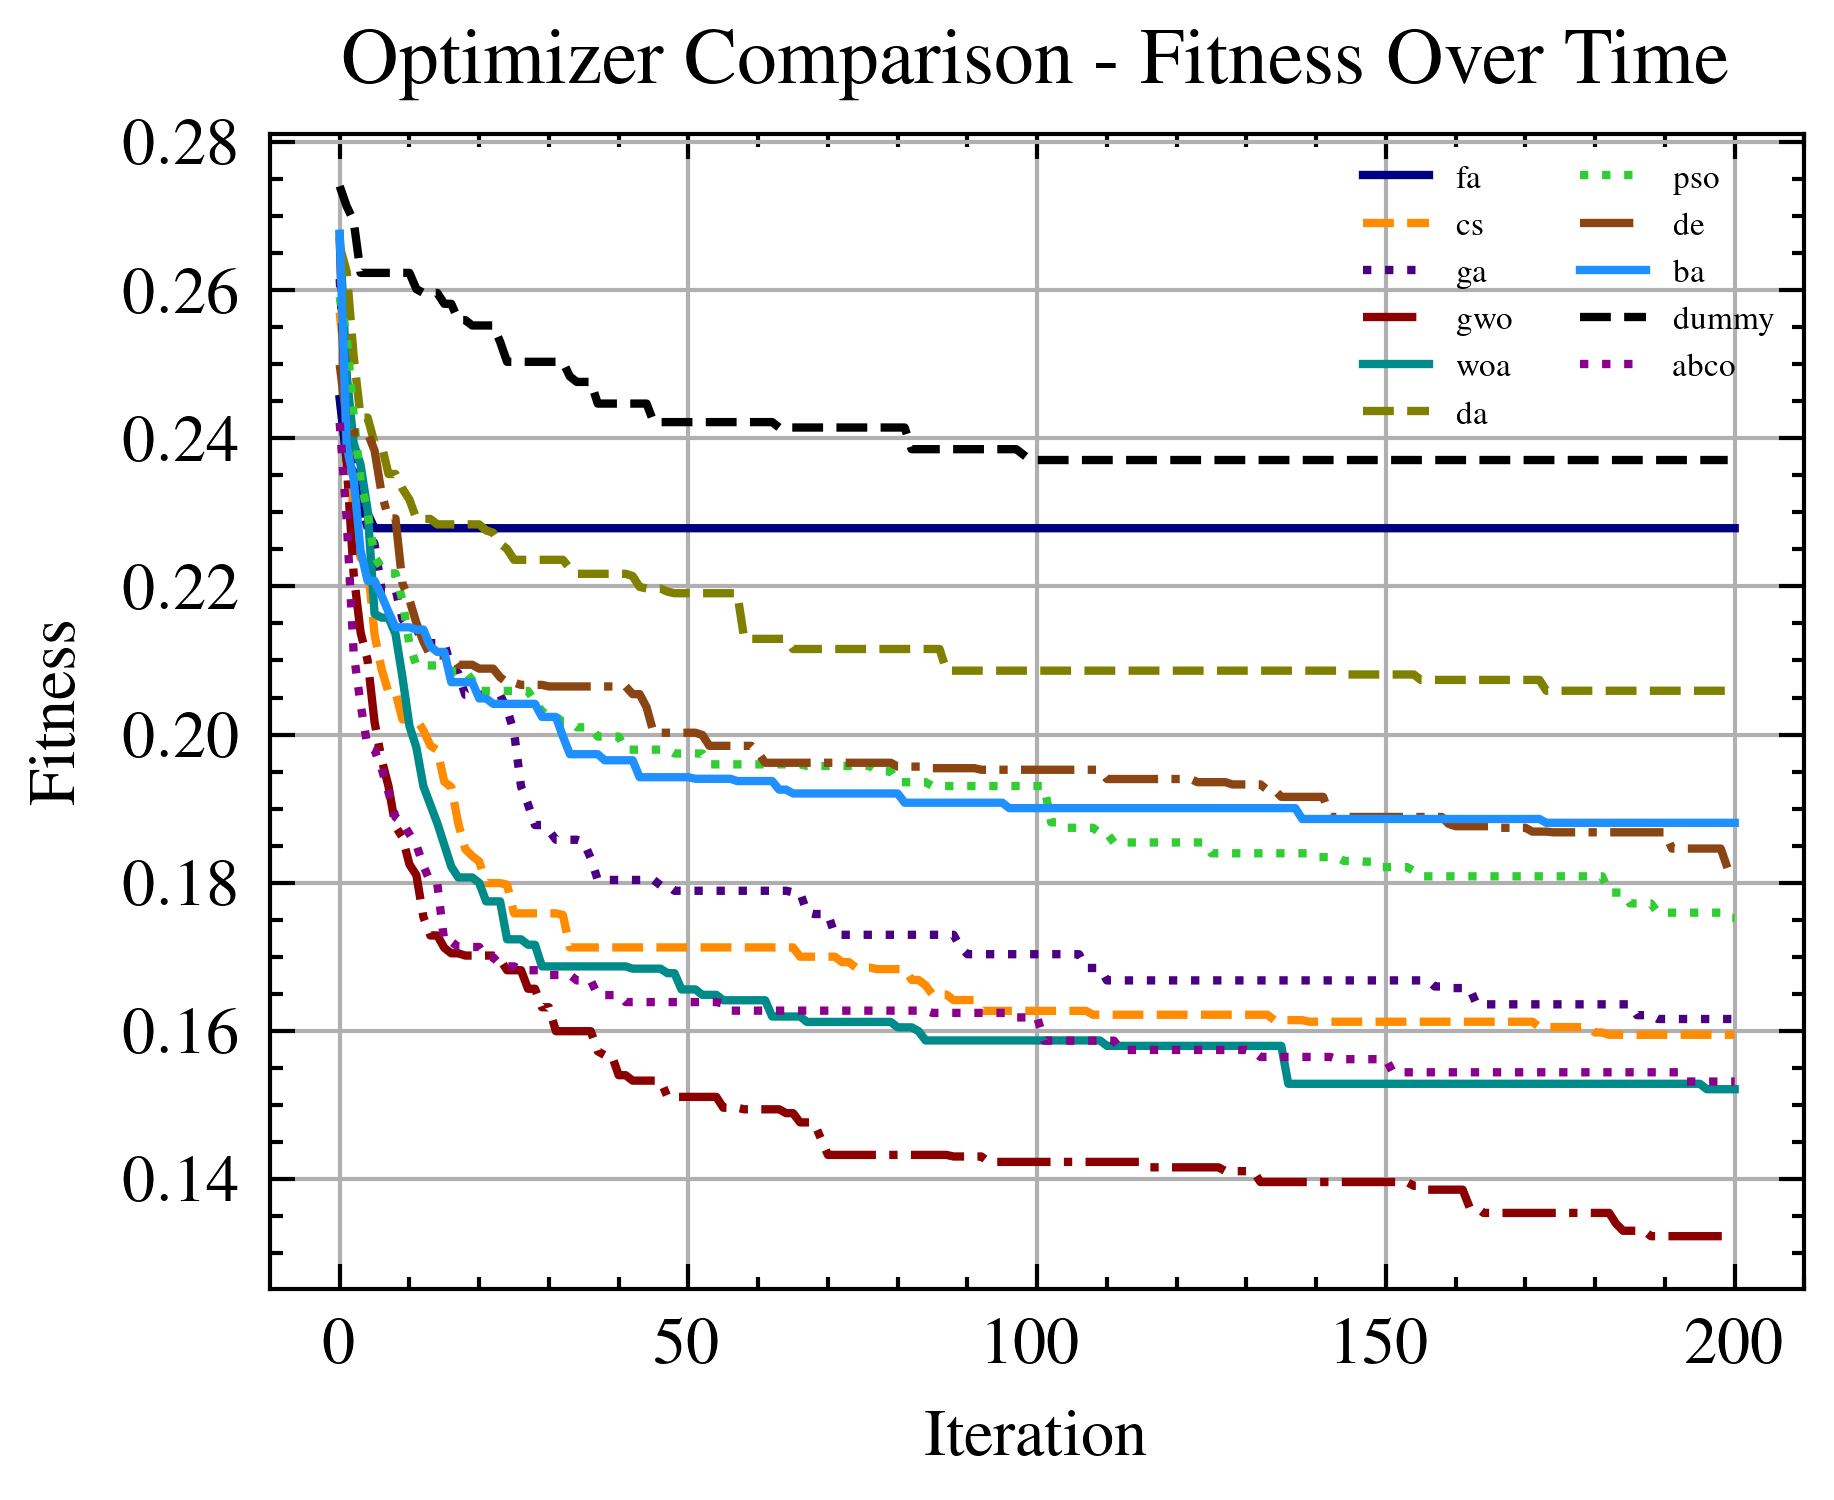 Optimizer Comparison - Fitness Over Time
0.28
0.26
0.24
0.22
0.20
0.18
0.16
0.14
Fitness
fa
cs
ga
gwo
woa
da
pso
de
ba
dummy
abco
0 50 100 150 200
Iteration